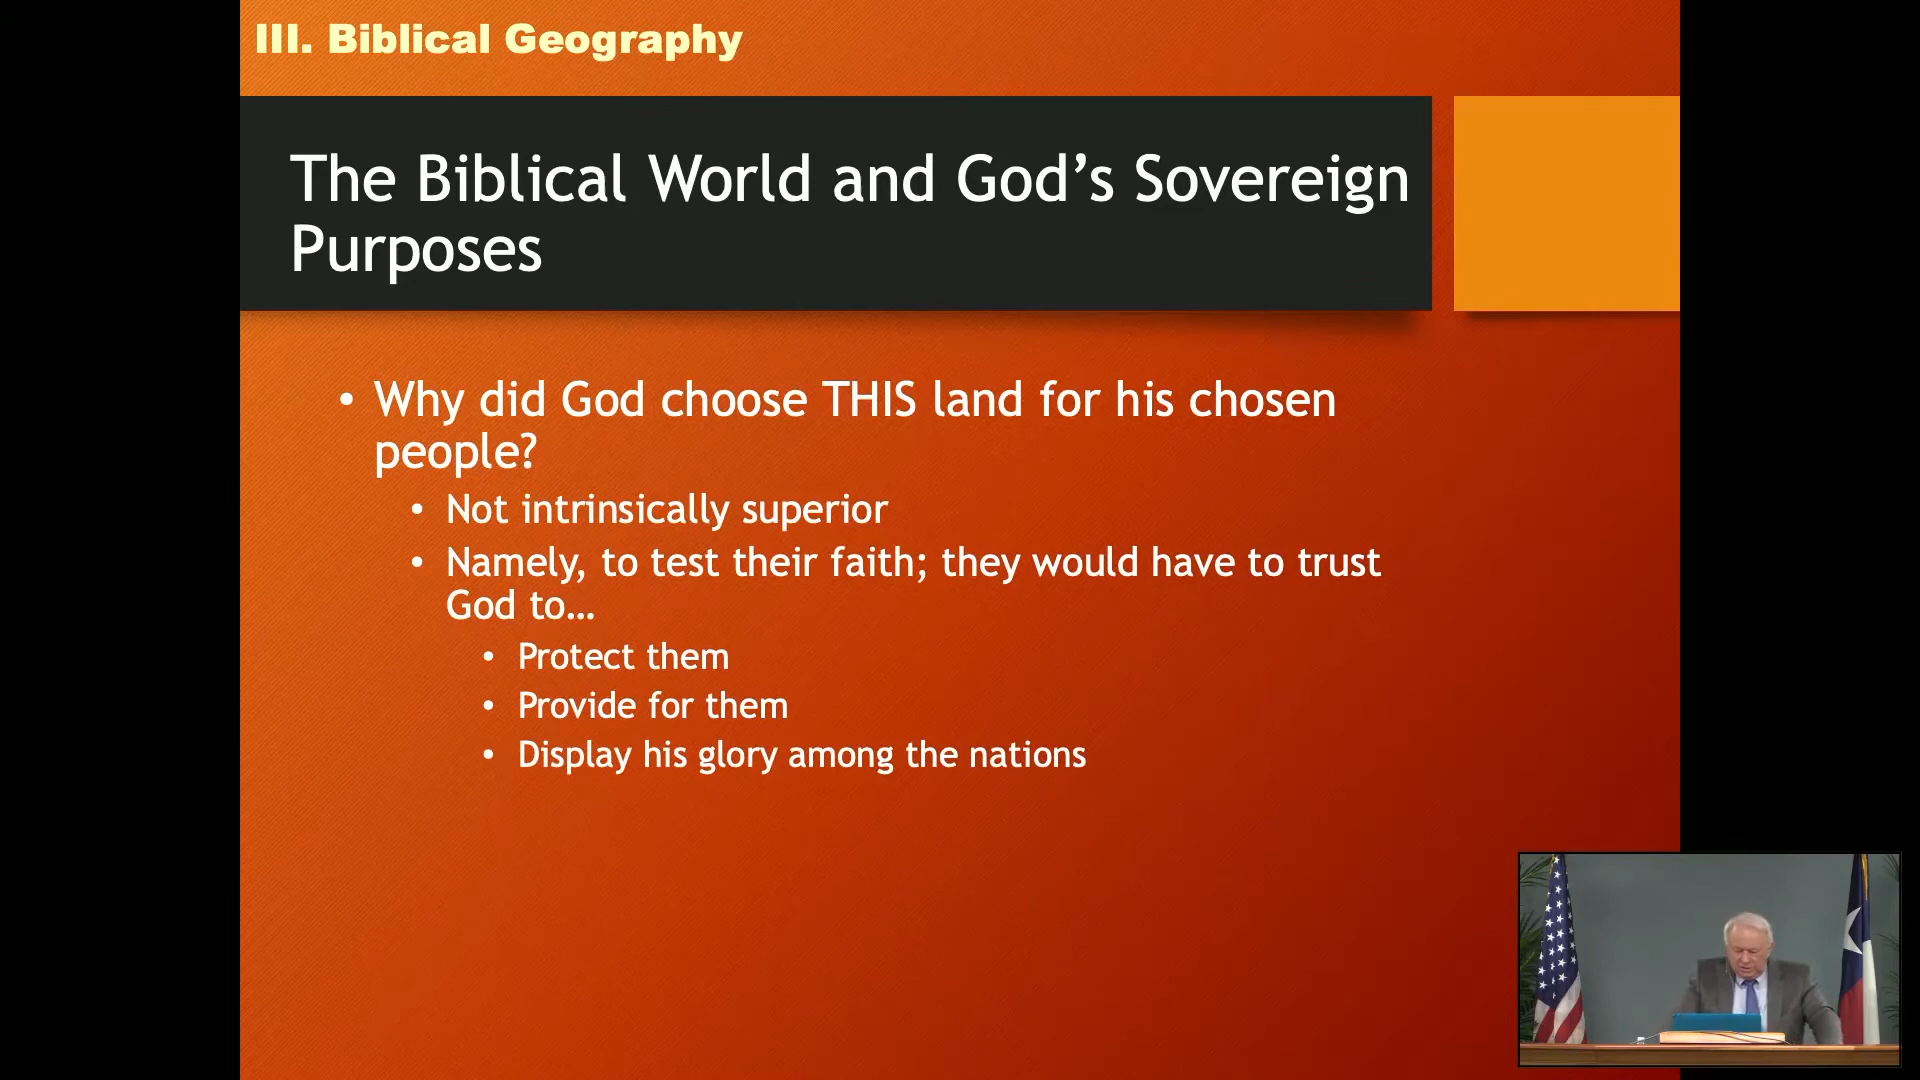 III. Biblical Geography
The Biblical World and God’s Sovereign
Purposes
• Why did God choose THIS land for his chosen
people?
• Not intrinsically superior
• Namely, to test their faith; they would have to trust
God to…
• Protect them
• Provide for them
• Display his glory among the nations